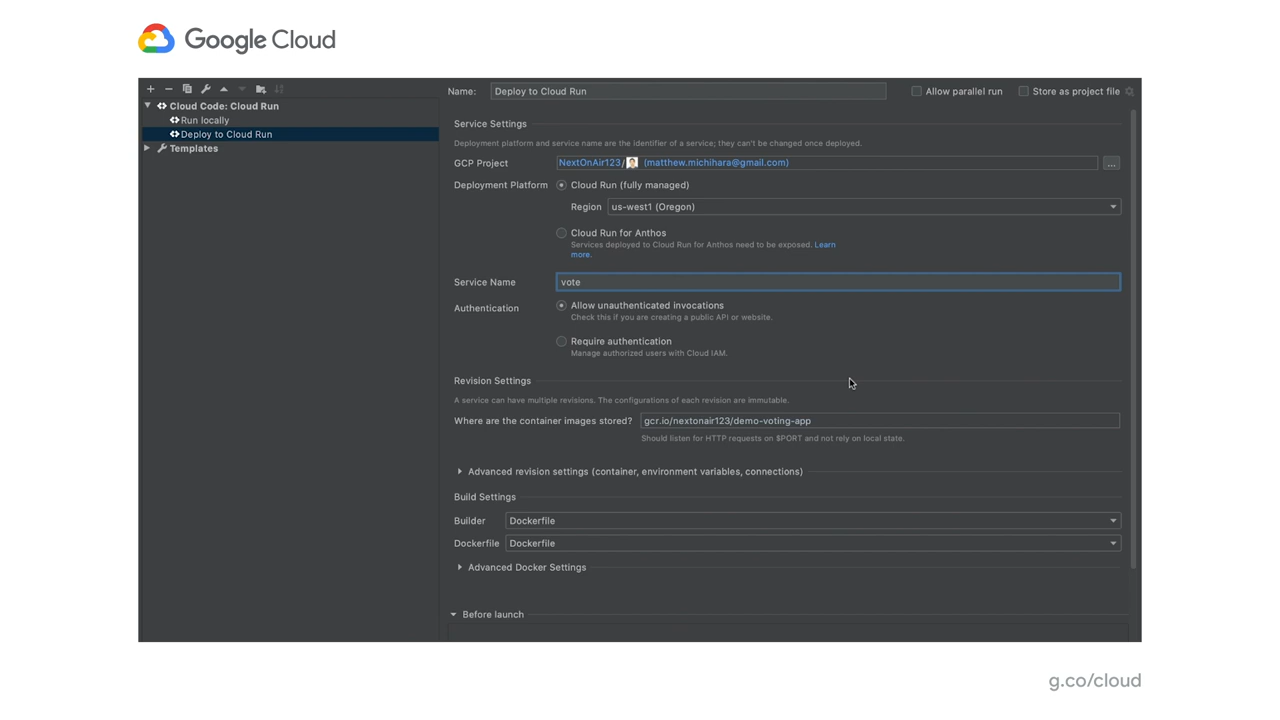 Google Cloud
Name: Deploy to Cloud Run Allow parallel run Store as project file
Cloud Code: Cloud Run
Run locally
Deploy to Cloud Run
Templates
Service Settings
Deployment platform and service name are the identifier of a service; they can't be changed once deployed.
GCP Project NextOnAir123/ (matthew.michihara@gmail.com) ...
Deployment Platform Cloud Run (fully managed)
Region us-west1 (Oregon)
Cloud Run for Anthos
Services deployed to Cloud Run for Anthos need to be exposed. Learn
more.
Service Name vote
Authentication Allow unauthenticated invocations
Check this if you are creating a public API or website.
Require authentication
Manage authorized users with Cloud IAM.
Revision Settings
A service can have multiple revisions. The configurations of each revision are immutable.
Where are the container images stored? gcr.io/nextonair123/demo-voting-app
Should listen for HTTP requests on $PORT and not rely on local state.
Advanced revision settings (container, environment variables, connections)
Build Settings
Builder Dockerfile
Dockerfile Dockerfile
Advanced Docker Settings
Before launch
g.co/cloud